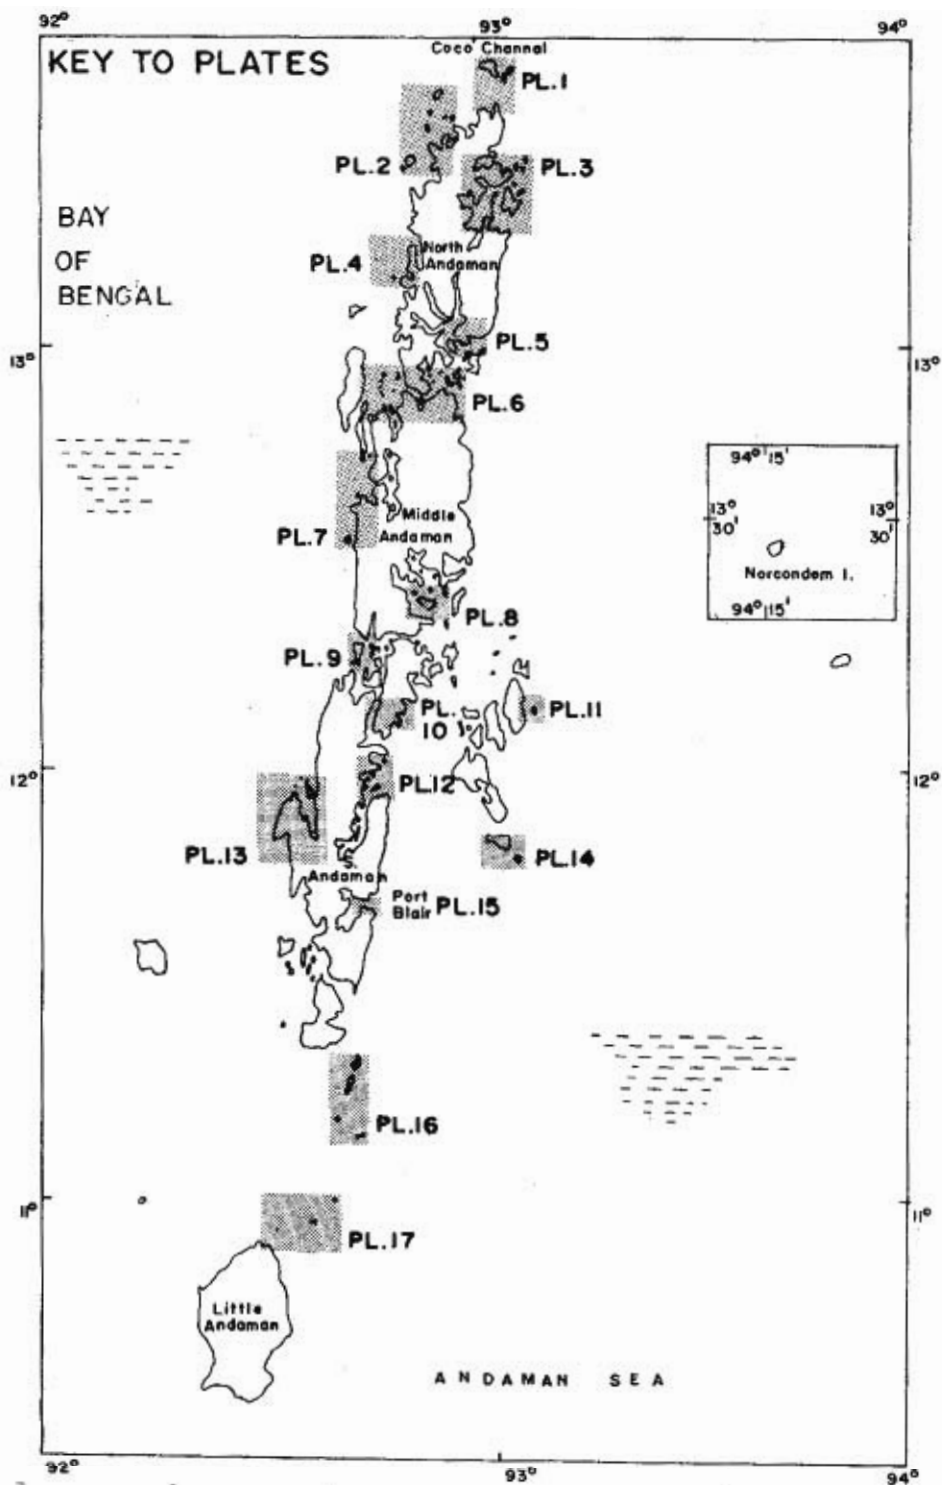 92°
93°
94°
Coco Channel
KEY TO PLATES
PL.1
PL.2
PL.3
BAY
OF
BENGAL
PL.4
North
Andaman
PL.5
13°
13°
PL.6
94° 15'
13°
30'
13°
30'
Norcondem I.
94° 15'
Middle
Andaman
PL.7
PL.8
PL.9
PL.
10
PL.11
12°
12°
PL.12
PL.13
PL.14
S.
Andaman
Port
Blair
PL.15
PL.16
11°
11°
PL.17
Little
Andaman
ANDAMAN SEA
92°
93°
94°